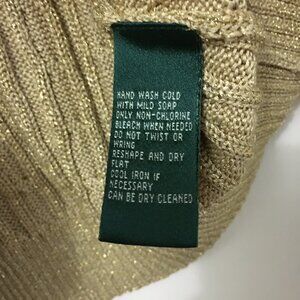 HAND WASH COLD
WITH MILD SOAP
ONLY NON-CHLORINE
BLEACH WHEN NEEDED
DO NOT TWIST OR
WRING
RESHAPE AND DRY
FLAT
COOL IRON IF
NECESSARY
CAN BE DRY CLEANED